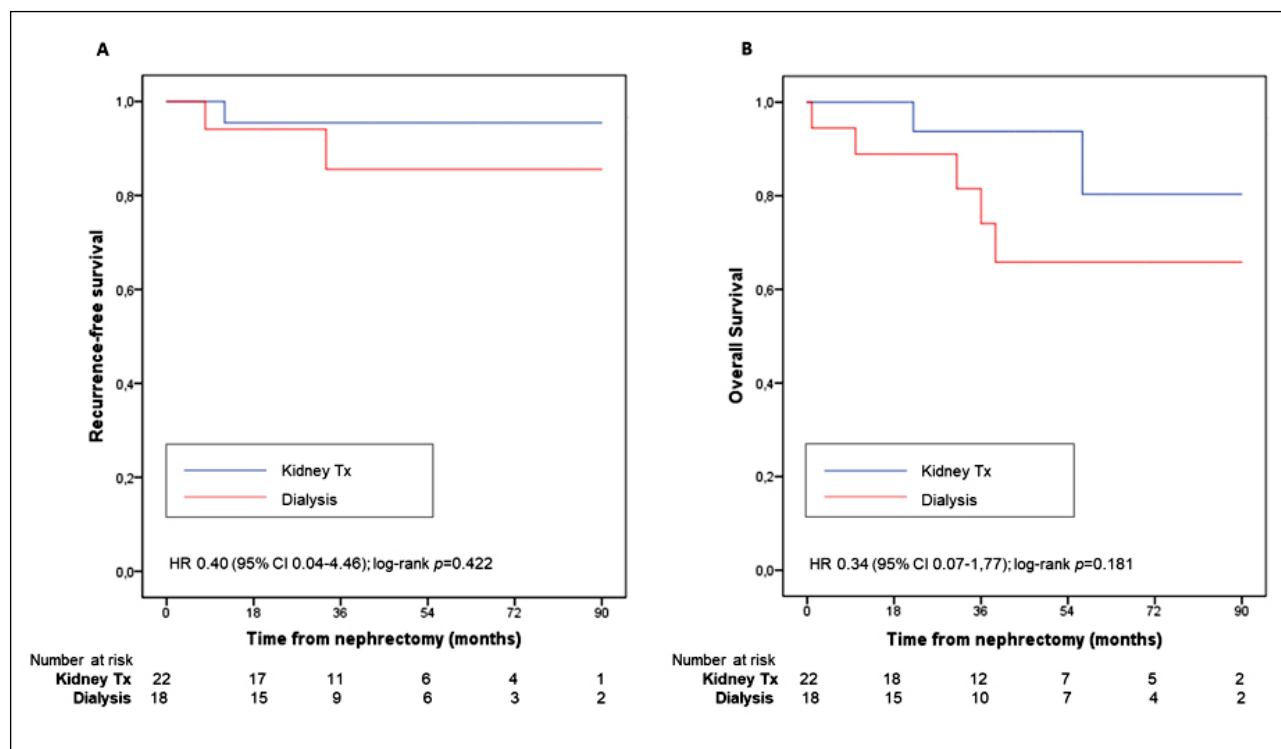 A
1,0
0,8
0,6
0,4
0,2
0,0
Recurrence-free survival
Kidney Tx
Dialysis
HR 0.40 (95% CI 0.04-4.46); log-rank p=0.422
0 18 36 54 72 90
Time from nephrectomy (months)
Number at risk
Kidney Tx 22 17 11 6 4 1
Dialysis 18 15 9 6 3 2
B
1,0
0,8
0,6
0,4
0,2
0,0
Overall Survival
Kidney Tx
Dialysis
HR 0.34 (95% CI 0.07-1,77); log-rank p=0.181
0 18 36 54 72 90
Time from nephrectomy (months)
Number at risk
Kidney Tx 22 18 12 7 5 2
Dialysis 18 15 10 7 4 2